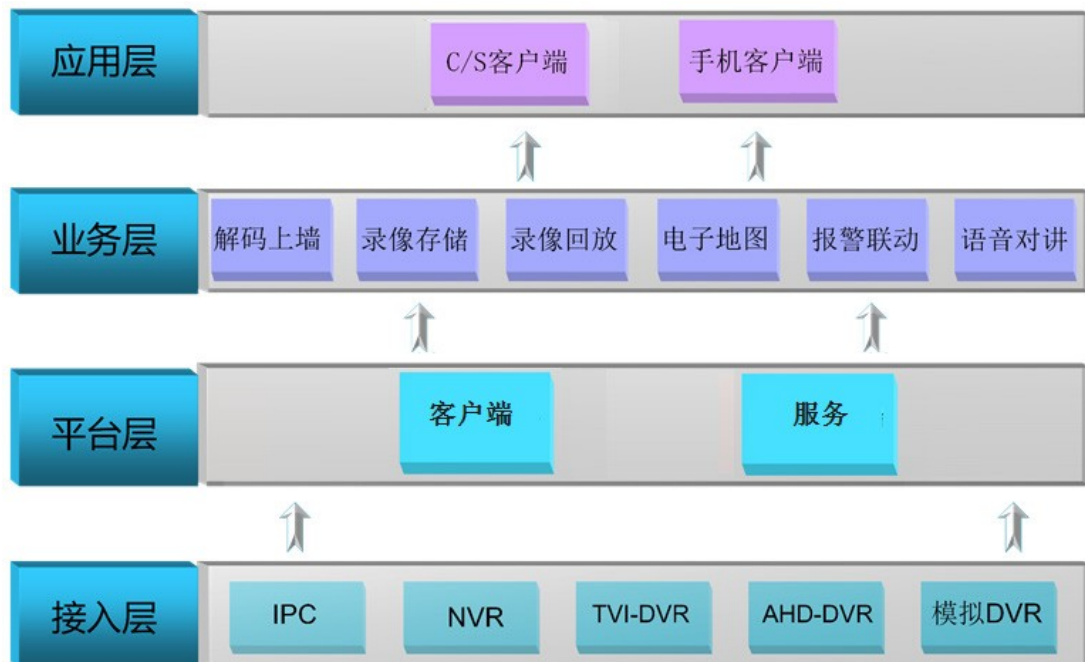 应用层
C/S客户端
手机客户端
业务层
解码上墙
录像存储
录像回放
电子地图
报警联动
语音对讲
平台层
客户端
服务
接入层
IPC
NVR
TVI-DVR
AHD-DVR
模拟DVR